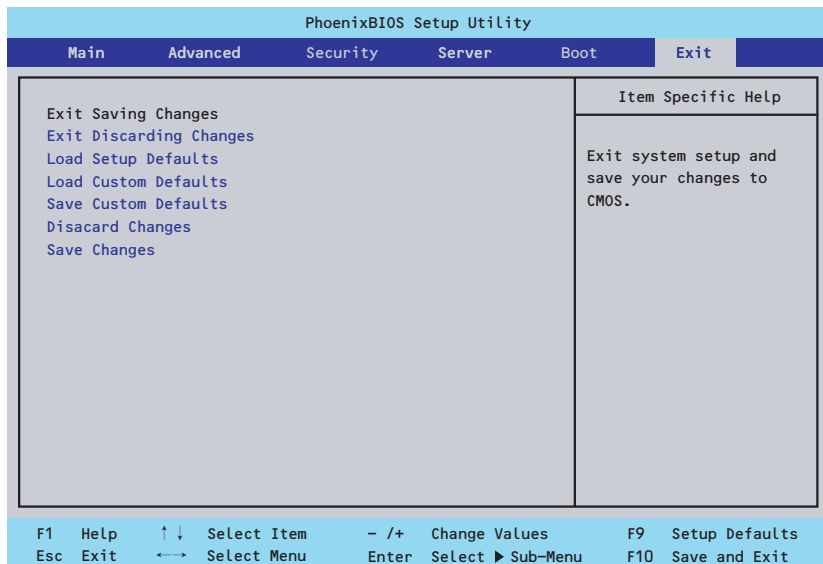 PhoenixBIOS Setup Utility
Main Advanced Security Server Boot Exit
Exit Saving Changes
Exit Discarding Changes
Load Setup Defaults
Load Custom Defaults
Save Custom Defaults
Disacard Changes
Save Changes
Item Specific Help
Exit system setup and
save your changes to
CMOS.
F1 Help ↑↓ Select Item – /+ Change Values F9 Setup Defaults
Esc Exit ←→ Select Menu Enter Select ▶ Sub-Menu F10 Save and Exit